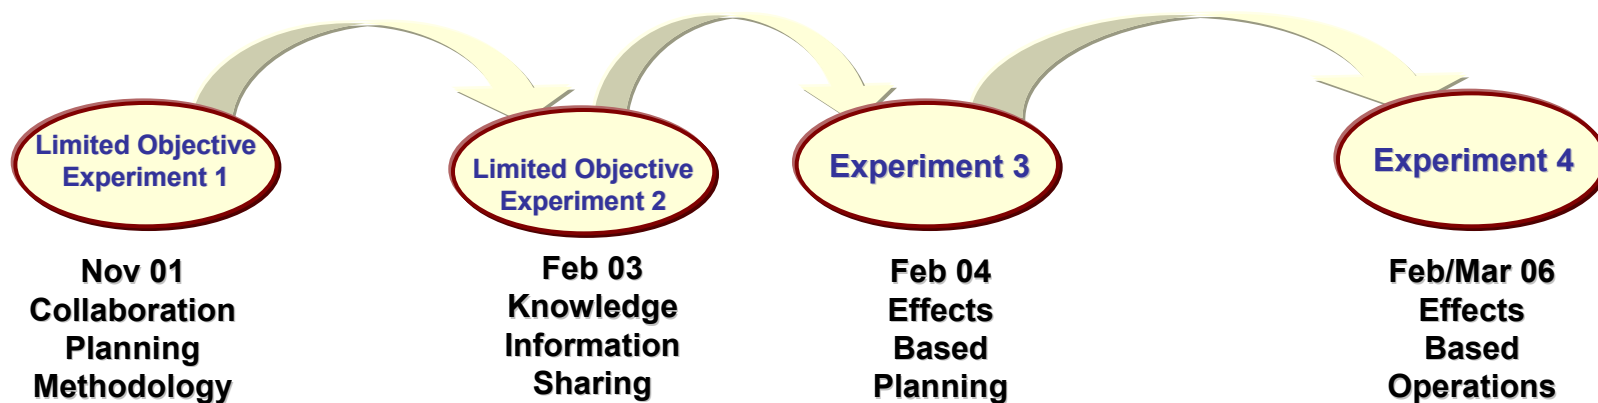 Limited Objective
Experiment 1
Limited Objective
Experiment 2
Experiment 3
Experiment 4
Nov 01
Collaboration
Planning
Methodology
Feb 03
Knowledge
Information
Sharing
Feb 04
Effects
Based
Planning
Feb/Mar 06
Effects
Based
Operations